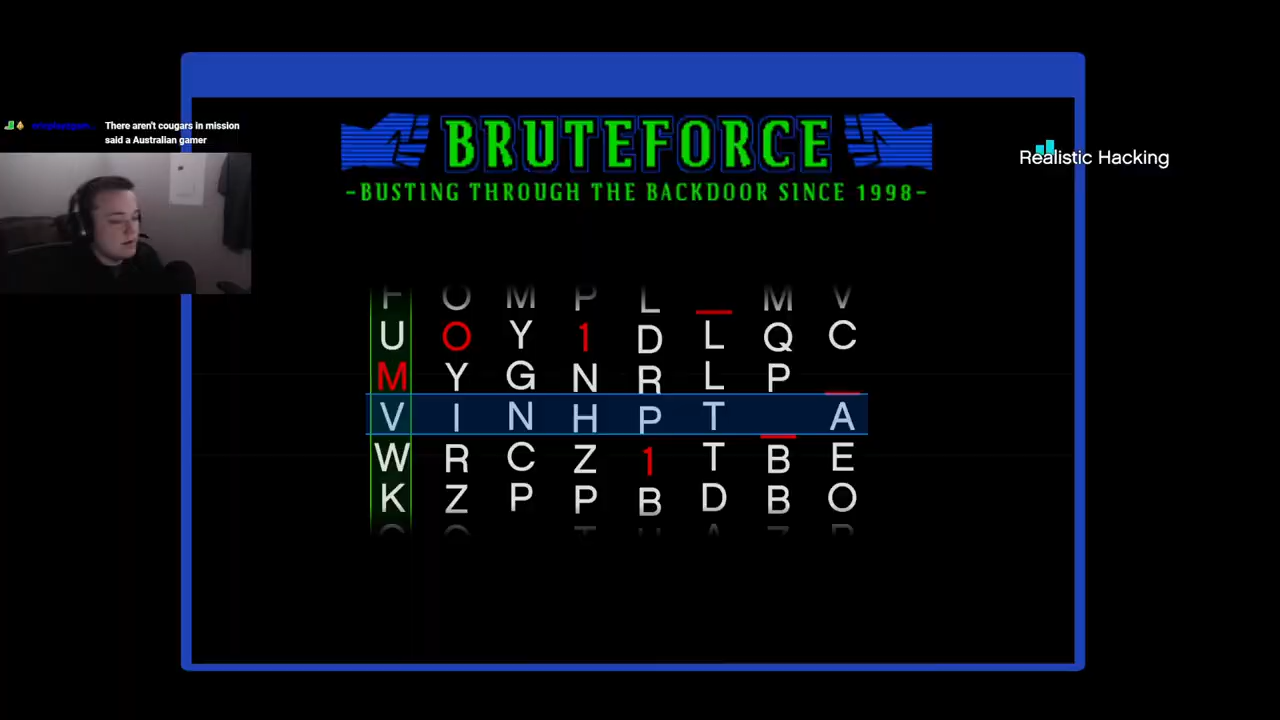 BRUTEFORCE
-BUSTING THROUGH THE BACKDOOR SINCE 1998-
There aren't cougars in mission
said a Australian gamer
Realistic Hacking
F O M P L _ M V
U O Y 1 D L Q C
M Y G N R L P _
V I N H P T _ A
W R C Z 1 T B E
K Z P P B D B O